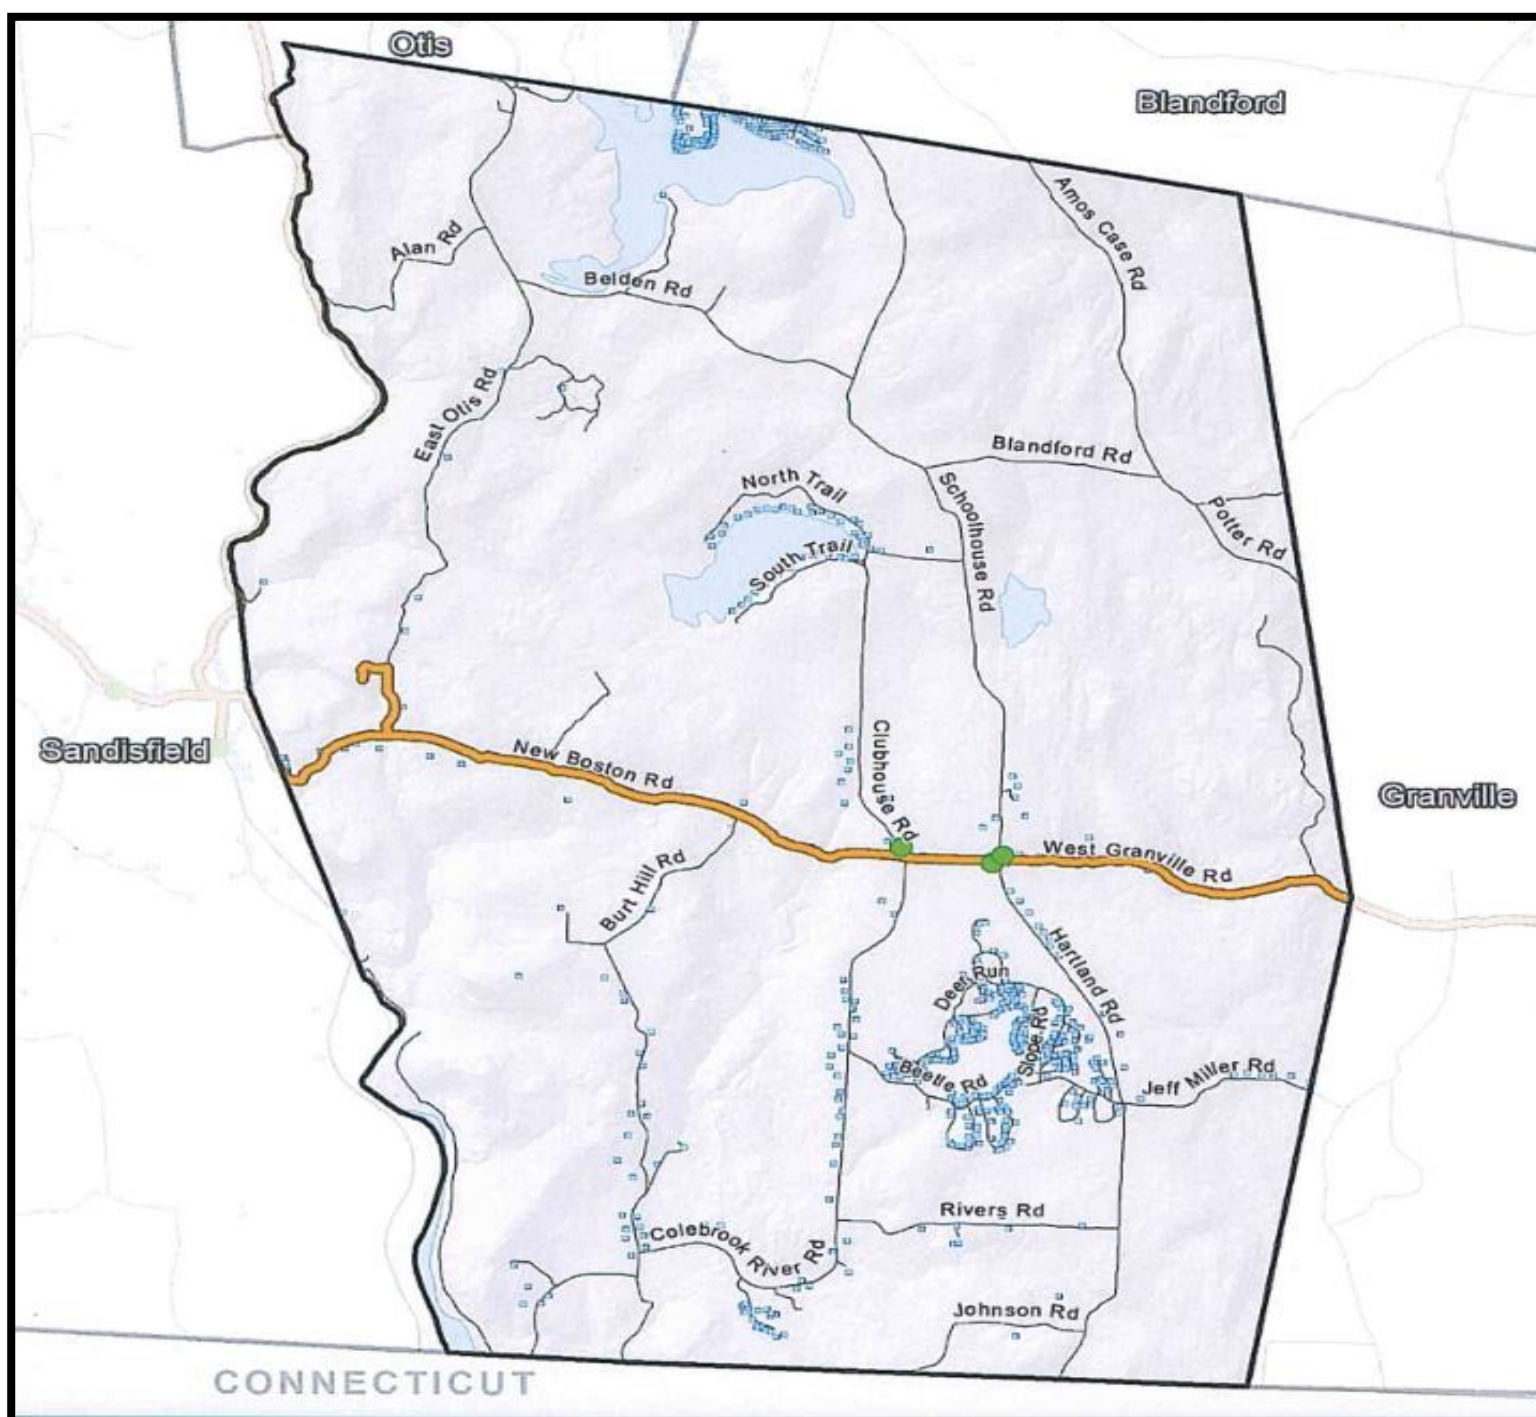 Otis
Blandford
Amos Case Rd
Alan Rd
Belden Rd
East Otis Rd
Blandford Rd
North Trail
Schoolhouse Rd
Potter Rd
South Trail
Sandisfield
New Boston Rd
Clubhouse Rd
Granville
West Granville Rd
Burt Hill Rd
Hartland Rd
Deer Run
Slope Rd
Beetle Rd
Jeff Miller Rd
Rivers Rd
Colebrook River Rd
Johnson Rd
CONNECTICUT